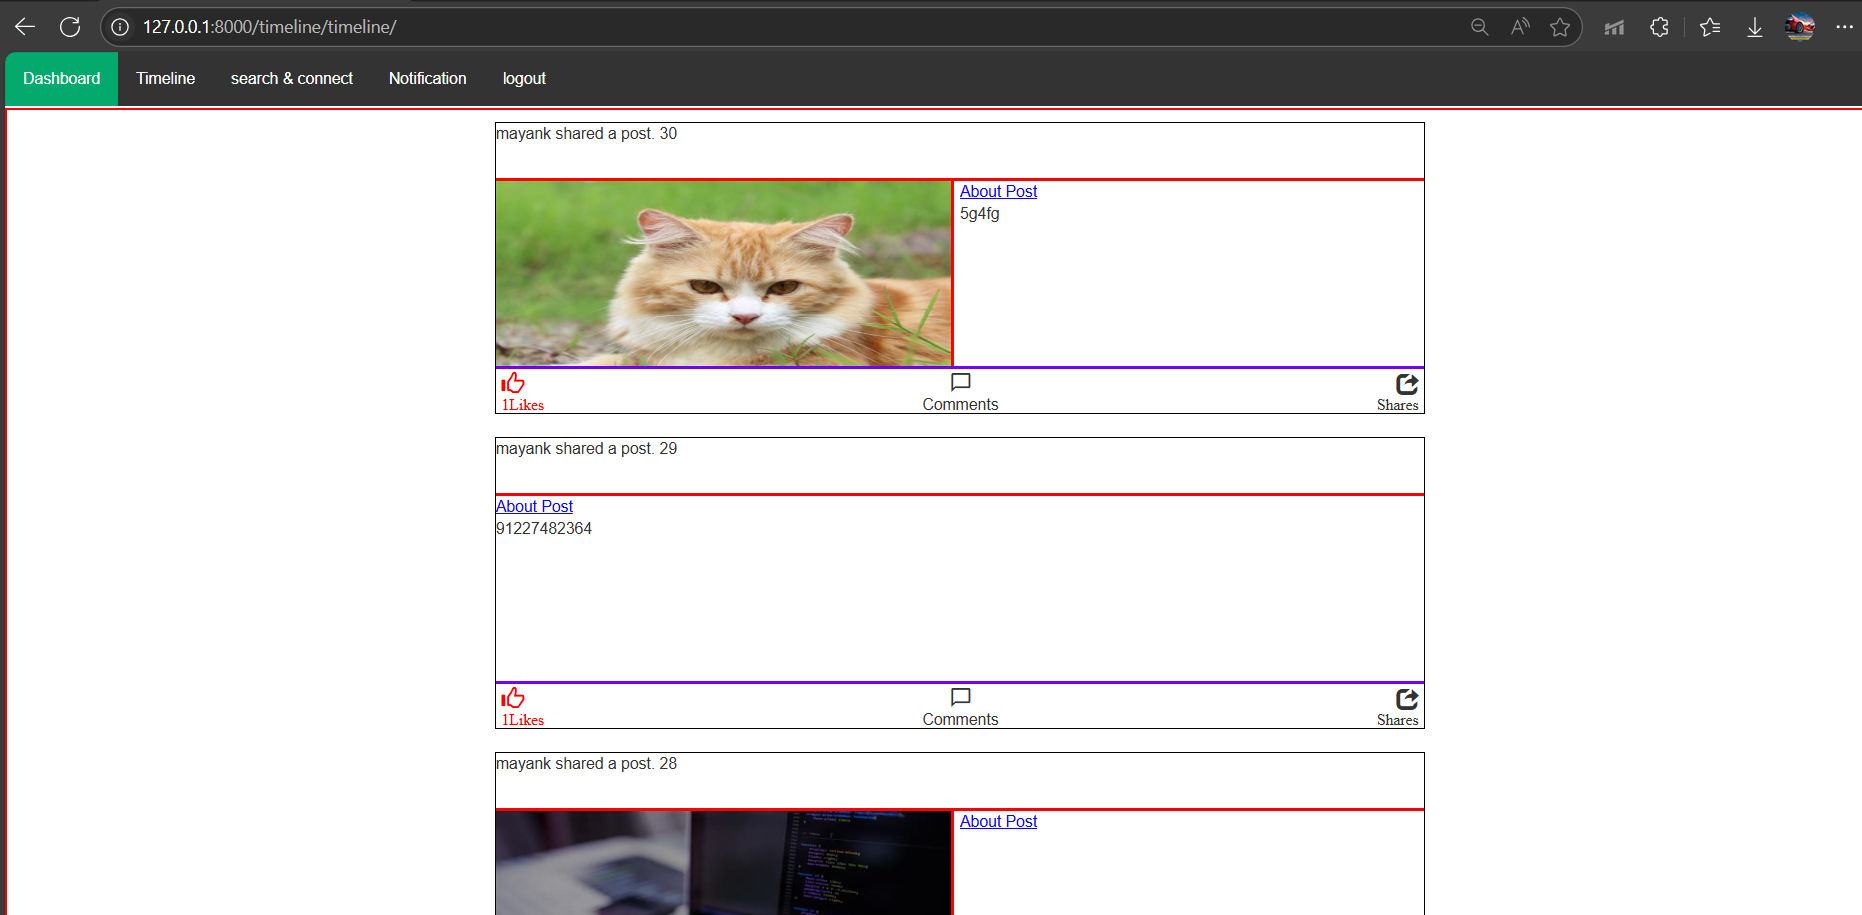 127.0.0.1:8000/timeline/timeline/
Dashboard Timeline search & connect Notification logout
mayank shared a post. 30
About Post
5g4fg
1Likes Comments Shares
mayank shared a post. 29
About Post
91227482364
1Likes Comments Shares
mayank shared a post. 28
About Post